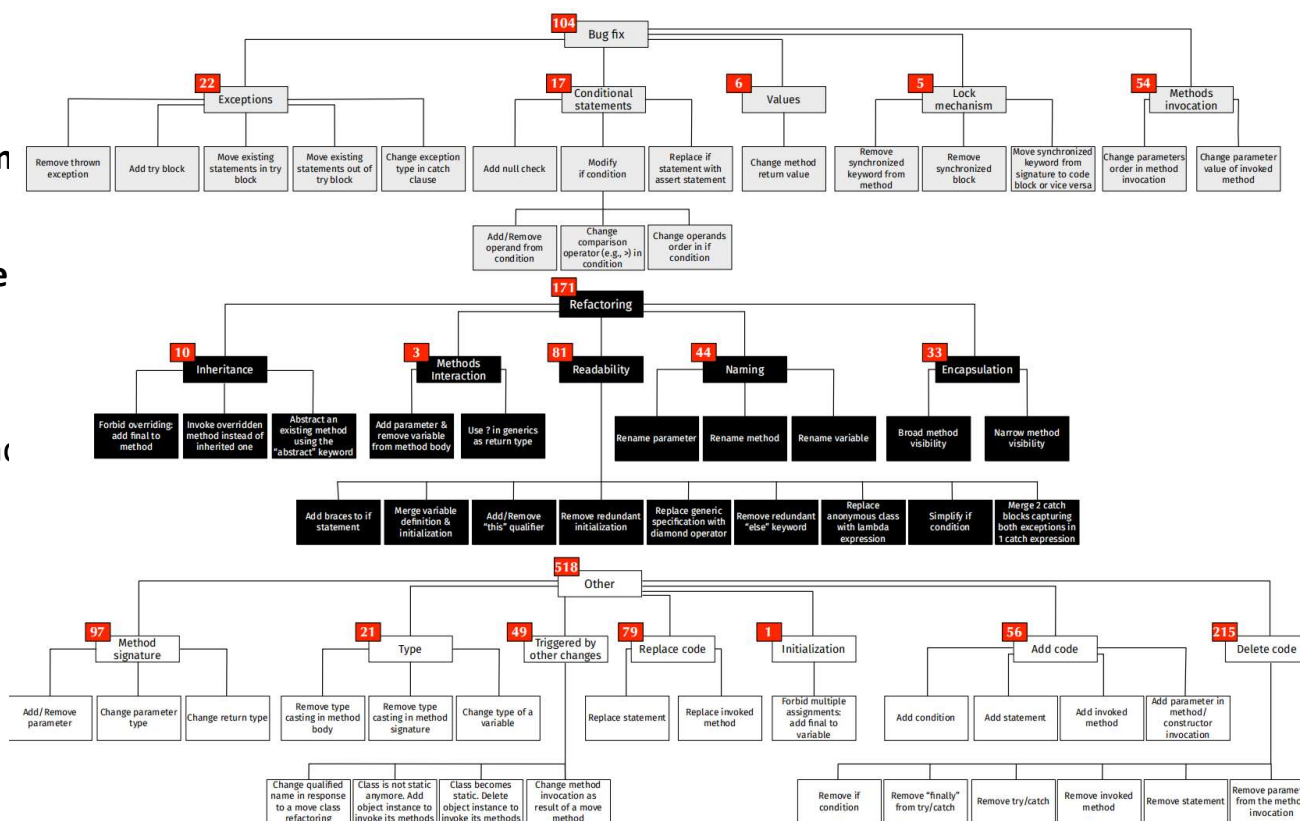 104
Bug fix
22
Exceptions
17
Conditional
statements
6
Values
5
Lock
mechanism
54
Methods
invocation
Remove thrown
exception
Add try block
Move existing
statements in try
block
Move existing
statements out of
try block
Change exception
type in catch
clause
Add null check
Modify
if condition
Replace if
statement with
assert statement
Change method
return value
Remove
synchronized
keyword from
method
Remove
synchronized
block
Move synchronized
keyword from
signature to code
block or vice versa
Change parameters
order in method
invocation
Change parameter
value of invoked
method
Add/Remove
operand from
condition
Change
comparison
operator (e.g., >) in
condition
Change operands
order in if
condition
171
Refactoring
10
Inheritance
3
Methods
Interaction
81
Readability
44
Naming
33
Encapsulation
Forbid overriding:
add final to
method
Invoke overridden
method instead of
inherited one
Abstract an
existing method
using the
"abstract" keyword
Add parameter &
remove variable
from method body
Use ? in generics
as return type
Rename parameter
Rename method
Rename variable
Broad method
visibility
Narrow method
visibility
Add braces to if
statement
Merge variable
definition &
initialization
Add/Remove
"this" qualifier
Remove redundant
initialization
Replace generic
specification with
diamond operator
Remove redundant
"else" keyword
Replace
anonymous class
with lambda
expression
Simplify if
condition
Merge 2 catch
blocks capturing
both exceptions in
1 catch expression
518
Other
97
Method
signature
21
Type
49
Triggered by
other changes
79
Replace code
1
Initialization
56
Add code
215
Delete code
Add/Remove
parameter
Change parameter
type
Change return type
Remove type
casting in method
body
Remove type
casting in method
signature
Change type of a
variable
Replace statement
Replace invoked
method
Forbid multiple
assignments:
add final to
variable
Add condition
Add statement
Add invoked
method
Add parameter in
method/
constructor
invocation
Change qualified
name in response
to a move class
refactoring
Class is not static
anymore. Add
object instance to
invoke its methods
Class becomes
static. Delete
object instance to
invoke its methods
Change method
invocation as
result of a move
method
Remove if
condition
Remove "finally"
from try/catch
Remove try/catch
Remove invoked
method
Remove statement
Remove
from the
invocation